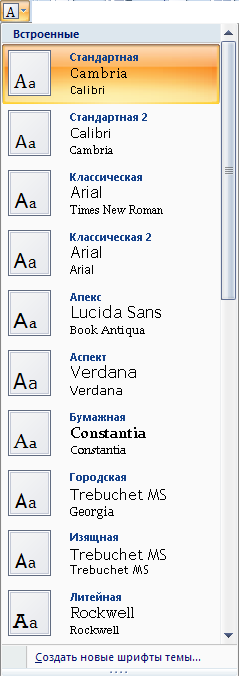 A
Встроенные
Aa
Стандартная
Cambria
Calibri
Aa
Стандартная 2
Calibri
Cambria
Aa
Классическая
Arial
Times New Roman
Aa
Классическая 2
Arial
Arial
Aa
Апекс
Lucida Sans
Book Antiqua
Aa
Аспект
Verdana
Verdana
Aa
Бумажная
Constantia
Constantia
Aa
Городская
Trebuchet MS
Georgia
Aa
Изящная
Trebuchet MS
Trebuchet MS
Aa
Литейная
Rockwell
Rockwell
Создать новые шрифты темы...